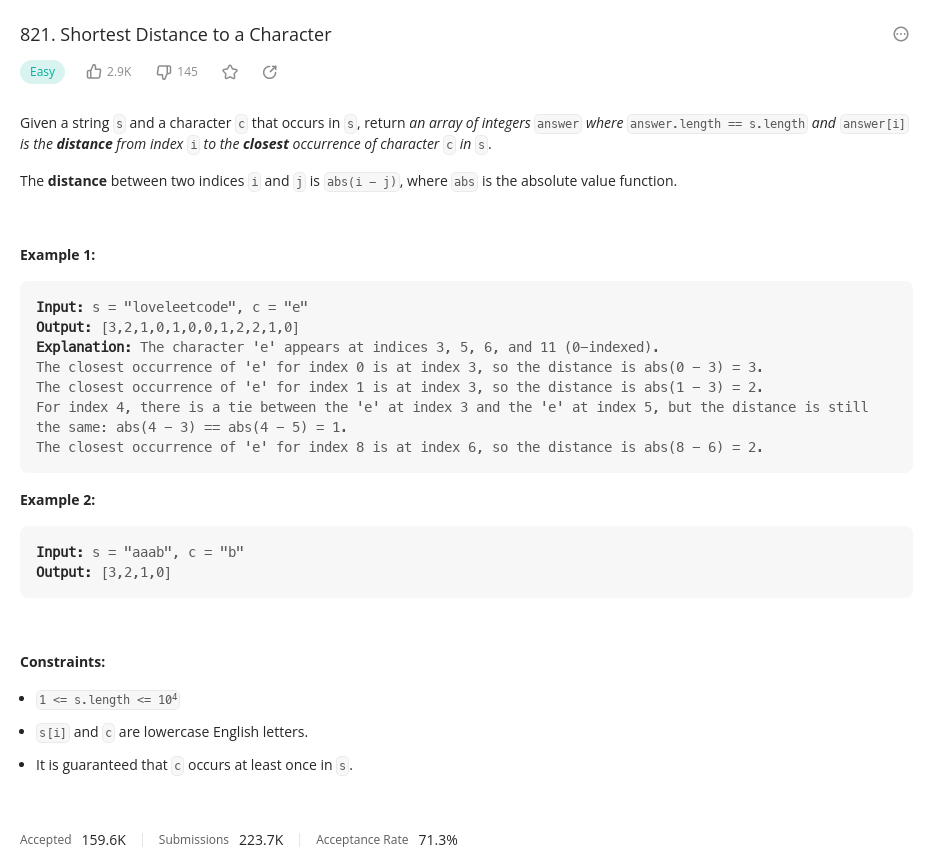 821. Shortest Distance to a Character
Easy 2.9K 145
Given a string s and a character c that occurs in s, return an array of integers answer where answer.length == s.length and answer[i]
is the distance from index i to the closest occurrence of character c in s.
The distance between two indices i and j is abs(i - j), where abs is the absolute value function.
Example 1:
Input: s = "loveleetcode", c = "e"
Output: [3,2,1,0,1,0,0,1,2,2,1,0]
Explanation: The character 'e' appears at indices 3, 5, 6, and 11 (0-indexed).
The closest occurrence of 'e' for index 0 is at index 3, so the distance is abs(0 - 3) = 3.
The closest occurrence of 'e' for index 1 is at index 3, so the distance is abs(1 - 3) = 2.
For index 4, there is a tie between the 'e' at index 3 and the 'e' at index 5, but the distance is still
the same: abs(4 - 3) == abs(4 - 5) = 1.
The closest occurrence of 'e' for index 8 is at index 6, so the distance is abs(8 - 6) = 2.
Example 2:
Input: s = "aaab", c = "b"
Output: [3,2,1,0]
Constraints:
• 1 <= s.length <= 10⁴
• s[i] and c are lowercase English letters.
• It is guaranteed that c occurs at least once in s.
Accepted 159.6K Submissions 223.7K Acceptance Rate 71.3%